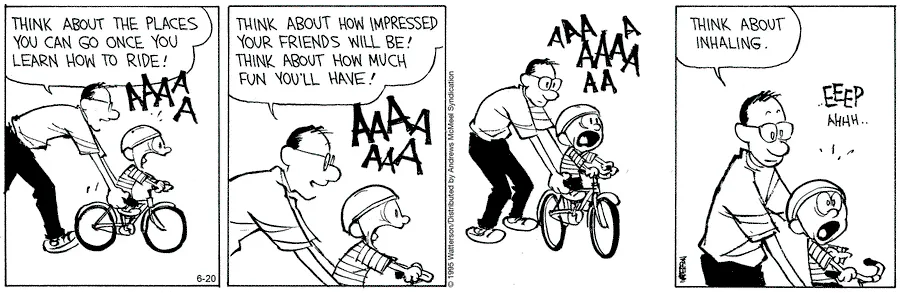 THINK ABOUT THE PLACES
YOU CAN GO ONCE YOU
LEARN HOW TO RIDE!
AAAA
A
6-20
THINK ABOUT HOW IMPRESSED
YOUR FRIENDS WILL BE!
THINK ABOUT HOW MUCH
FUN YOU'LL HAVE!
AAAA
AAA
© 1995 Watterson/Distributed by Andrews McMeel Syndication
AAA A
AAAA
AA
THINK ABOUT
INHALING.
EEEP
AHHH..